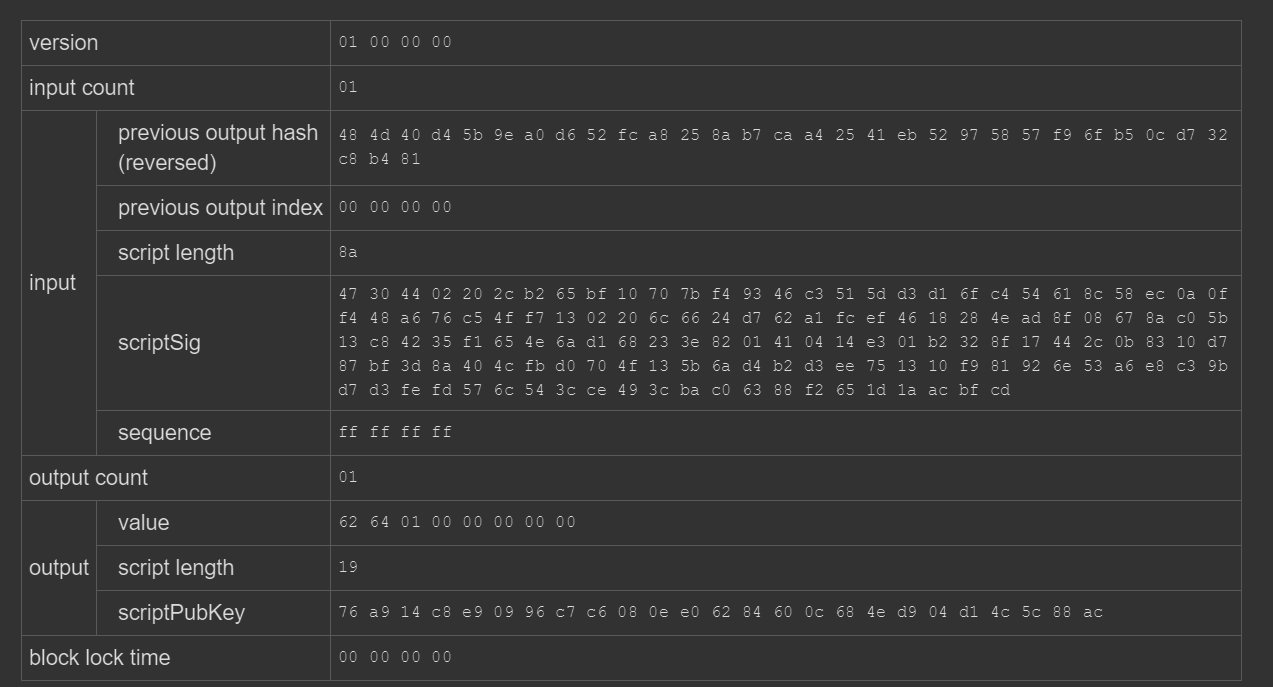 version 01 00 00 00
input count 01
input
previous output hash
(reversed)
48 4d 40 d4 5b 9e a0 d6 52 fc a8 25 8a b7 ca a4 25 41 eb 52 97 58 57 f9 6f b5 0c d7 32
c8 b4 81
previous output index 00 00 00 00
script length 8a
scriptSig
47 30 44 02 20 2c b2 65 bf 10 70 7b f4 93 46 c3 51 5d d3 d1 6f c4 54 61 8c 58 ec 0a 0f
f4 48 a6 76 c5 4f f7 13 02 20 6c 66 24 d7 62 a1 fc ef 46 18 28 4e ad 8f 08 67 8a c0 5b
13 c8 42 35 f1 65 4e 6a d1 68 23 3e 82 01 41 04 14 e3 01 b2 32 8f 17 44 2c 0b 83 10 d7
87 bf 3d 8a 40 4c fb d0 70 4f 13 5b 6a d4 b2 d3 ee 75 13 10 f9 81 92 6e 53 a6 e8 c3 9b
d7 d3 fe fd 57 6c 54 3c ce 49 3c ba c0 63 88 f2 65 1d 1a ac bf cd
sequence ff ff ff ff
output count 01
output
value 62 64 01 00 00 00 00 00
script length 19
scriptPubKey 76 a9 14 c8 e9 09 96 c7 c6 08 0e e0 62 84 60 0c 68 4e d9 04 d1 4c 5c 88 ac
block lock time 00 00 00 00